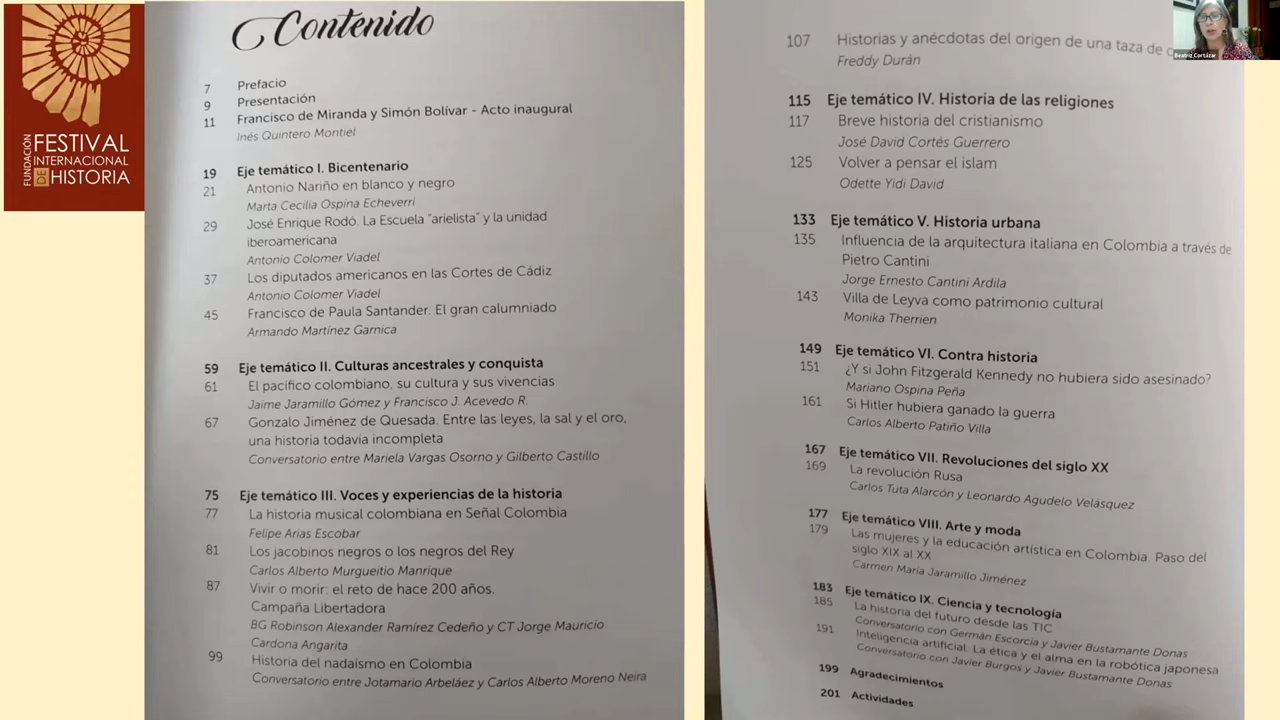 FUNDACIÓN
FESTIVAL
INTERNACIONAL
DE HISTORIA
Contenido
7 Prefacio
9 Presentación
11 Francisco de Miranda y Simón Bolívar - Acto inaugural
Inés Quintero Montiel
19 Eje temático I. Bicentenario
21 Antonio Nariño en blanco y negro
Marta Cecilia Ospina Echeverri
29 José Enrique Rodó. La Escuela "arielista" y la unidad
iberoamericana
Antonio Colomer Viadel
37 Los diputados americanos en las Cortes de Cádiz
Antonio Colomer Viadel
45 Francisco de Paula Santander. El gran calumniado
Armando Martínez Garnica
59 Eje temático II. Culturas ancestrales y conquista
61 El pacífico colombiano, su cultura y sus vivencias
Jaime Jaramillo Gómez y Francisco J. Acevedo R.
67 Gonzalo Jiménez de Quesada. Entre las leyes, la sal y el oro,
una historia todavía incompleta
Conversatorio entre Mariela Vargas Osorno y Gilberto Castillo
75 Eje temático III. Voces y experiencias de la historia
77 La historia musical colombiana en Señal Colombia
Felipe Arias Escobar
81 Los jacobinos negros o los negros del Rey
Carlos Alberto Murgueitio Manrique
87 Vivir o morir: el reto de hace 200 años.
Campaña Libertadora
BG Robinson Alexander Ramírez Cedeño y CT Jorge Mauricio
Cardona Angarita
99 Historia del nadaísmo en Colombia
Conversatorio entre Jotamario Arbeláez y Carlos Alberto Moreno Neira
107 Historias y anécdotas del origen de una taza de
Freddy Durán
115 Eje temático IV. Historia de las religiones
117 Breve historia del cristianismo
José David Cortés Guerrero
125 Volver a pensar el islam
Odette Yidi David
133 Eje temático V. Historia urbana
135 Influencia de la arquitectura italiana en Colombia a través de
Pietro Cantini
Jorge Ernesto Cantini Ardila
143 Villa de Leyva como patrimonio cultural
Monika Therrien
149 Eje temático VI. Contra historia
151 ¿Y si John Fitzgerald Kennedy no hubiera sido asesinado?
Mariano Ospina Peña
161 Si Hitler hubiera ganado la guerra
Carlos Alberto Patiño Villa
167 Eje temático VII. Revoluciones del siglo XX
169 La revolución Rusa
Carlos Tuta Alarcón y Leonardo Agudelo Velásquez
177 Eje temático VIII. Arte y moda
179 Las mujeres y la educación artística en Colombia. Paso del
siglo XIX al XX
Carmen María Jaramillo Jiménez
183 Eje temático IX. Ciencia y tecnología
185 La historia del futuro desde las TIC
Conversatorio con Germán Escorcia y Javier Bustamante Donas
191 Inteligencia artificial. La ética y el alma en la robótica japonesa
Conversatorio con Javier Burgos y Javier Bustamante Donas
199 Agradecimientos
201 Actividades
Beatriz Cortázar